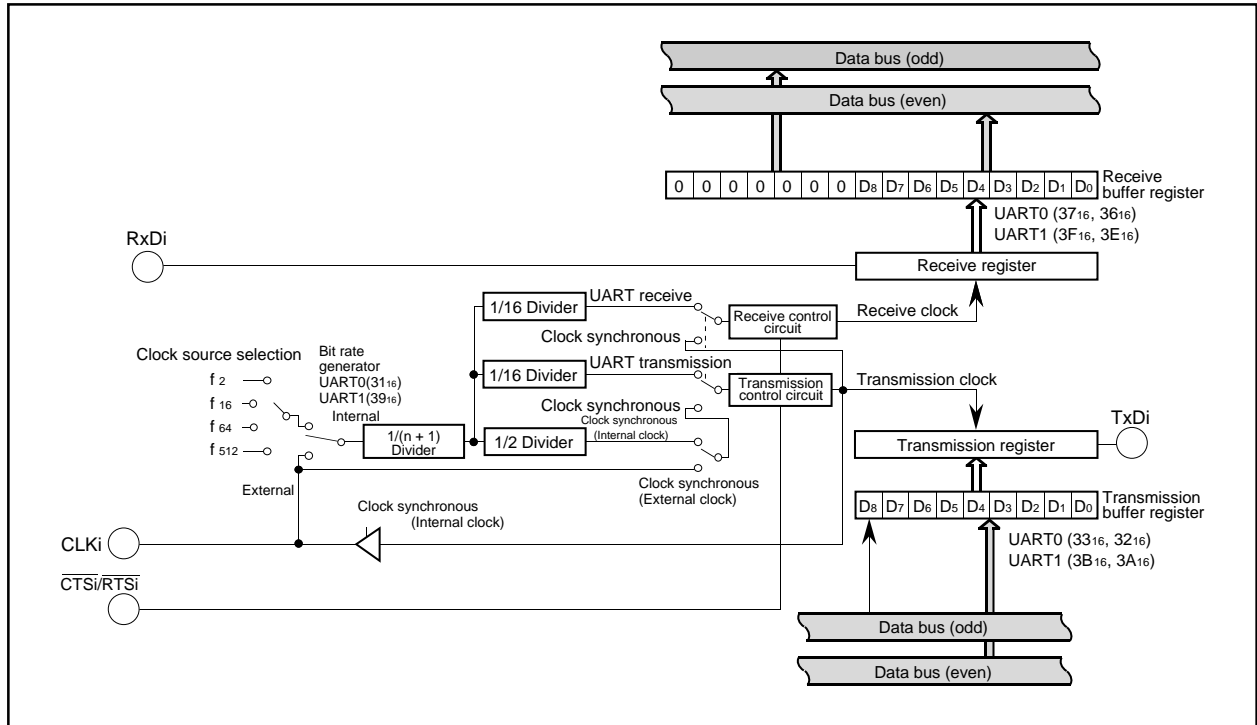 Data bus (odd)
Data bus (even)
0 0 0 0 0 0 0 D8 D7 D6 D5 D4 D3 D2 D1 D0
Receive
buffer register
UART0 (3716, 3616)
UART1 (3F16, 3E16)
RxDi
Receive register
1/16 Divider
UART receive
Receive control
circuit
Receive clock
Clock synchronous
Clock source selection
Bit rate
generator
UART0(3116)
UART1(3916)
Internal
f 2
f 16
f 64
f 512
External
1/(n + 1)
Divider
1/16 Divider
UART transmission
Transmission
control circuit
Transmission clock
Clock synchronous
Clock synchronous
(Internal clock)
1/2 Divider
Clock synchronous
(External clock)
TxDi
Transmission register
Clock synchronous
(Internal clock)
D8 D7 D6 D5 D4 D3 D2 D1 D0
Transmission
buffer register
UART0 (3316, 3216)
UART1 (3B16, 3A16)
CLKi
CTSi/RTSi
Data bus (odd)
Data bus (even)